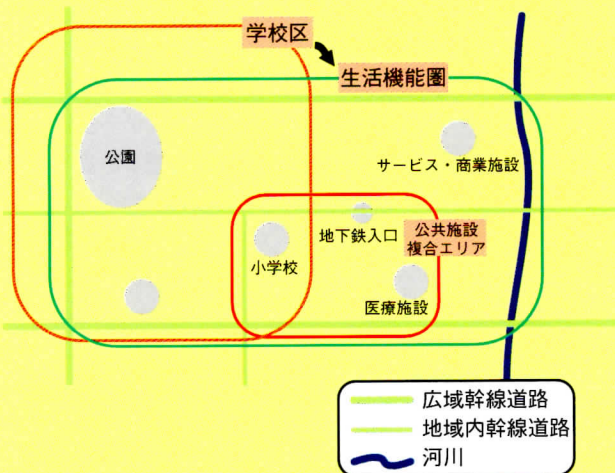 学校区
生活機能圏
公園
サービス・商業施設
地下鉄入口
公共施設
複合エリア
小学校
医療施設
広域幹線道路
地域内幹線道路
河川